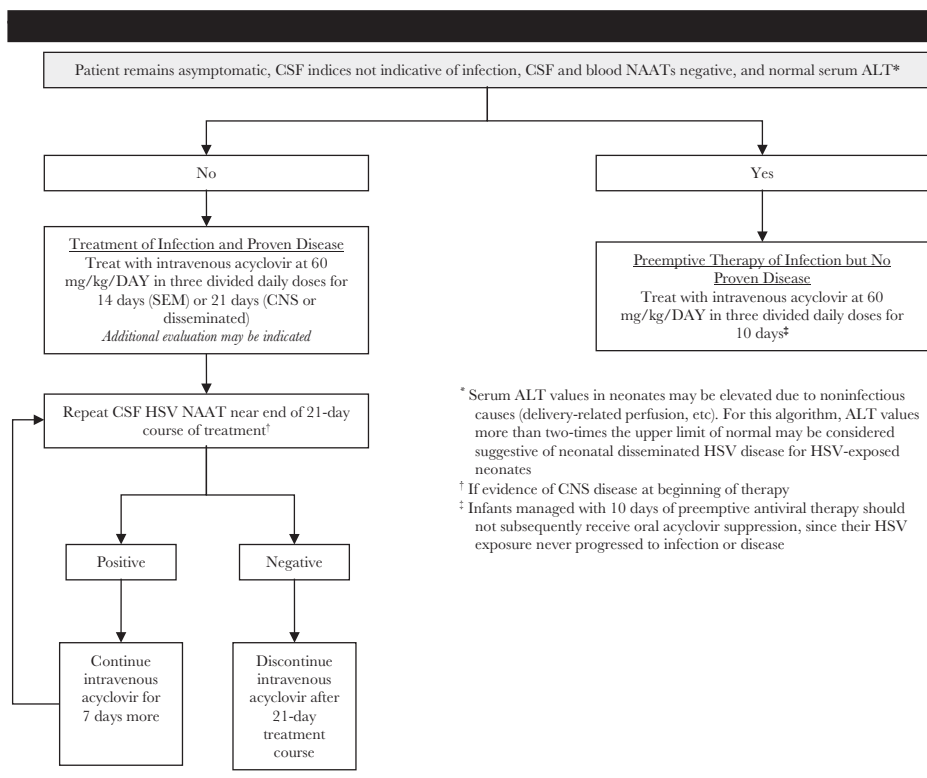 Patient remains asymptomatic, CSF indices not indicative of infection, CSF and blood NAATs negative, and normal serum ALT*
No
Yes
Treatment of Infection and Proven Disease
Treat with intravenous acyclovir at 60
mg/kg/DAY in three divided daily doses for
14 days (SEM) or 21 days (CNS or
disseminated)
Additional evaluation may be indicated
Preemptive Therapy of Infection but No
Proven Disease
Treat with intravenous acyclovir at 60
mg/kg/DAY in three divided daily doses for
10 days‡
Repeat CSF HSV NAAT near end of 21-day
course of treatment†
* Serum ALT values in neonates may be elevated due to noninfectious
causes (delivery-related perfusion, etc). For this algorithm, ALT values
more than two-times the upper limit of normal may be considered
suggestive of neonatal disseminated HSV disease for HSV-exposed
neonates
† If evidence of CNS disease at beginning of therapy
‡ Infants managed with 10 days of preemptive antiviral therapy should
not subsequently receive oral acyclovir suppression, since their HSV
exposure never progressed to infection or disease
Positive
Negative
Continue
intravenous
acyclovir for
7 days more
Discontinue
intravenous
acyclovir after
21-day
treatment
course